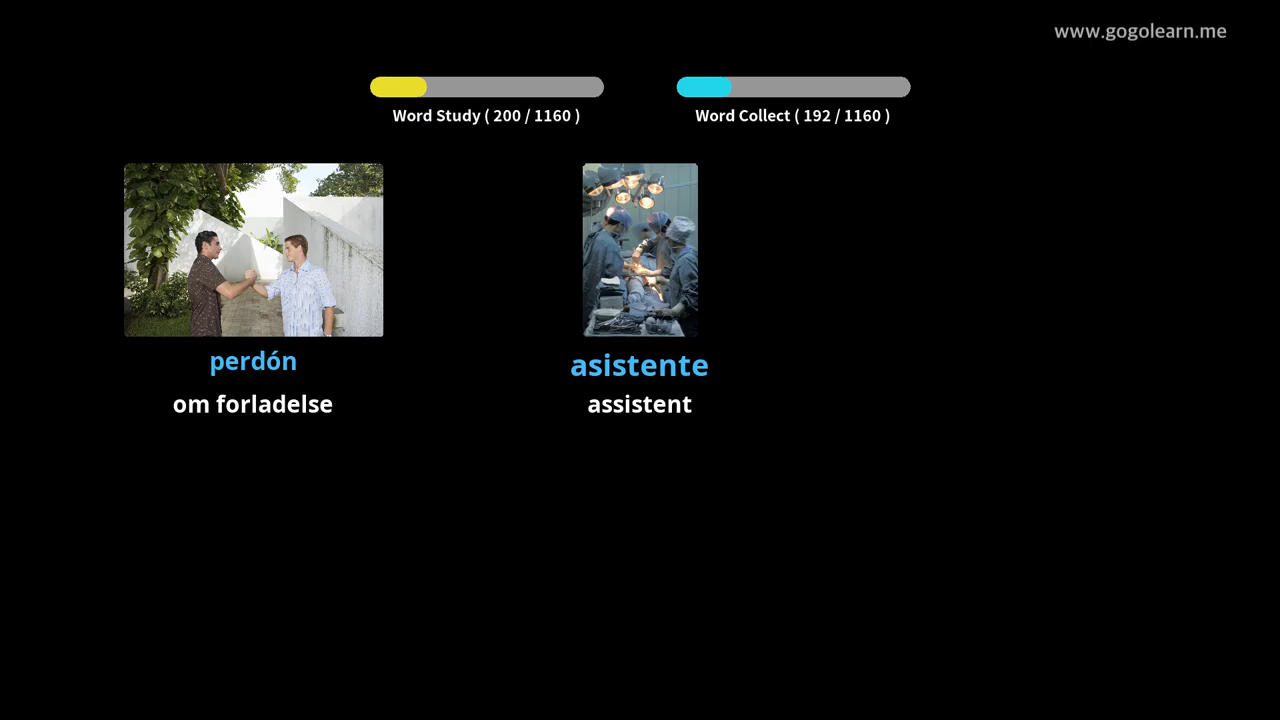 www.gogolearn.me
Word Study ( 200 / 1160 )
Word Collect ( 192 / 1160 )
perdón
asistente
om forladelse
assistent